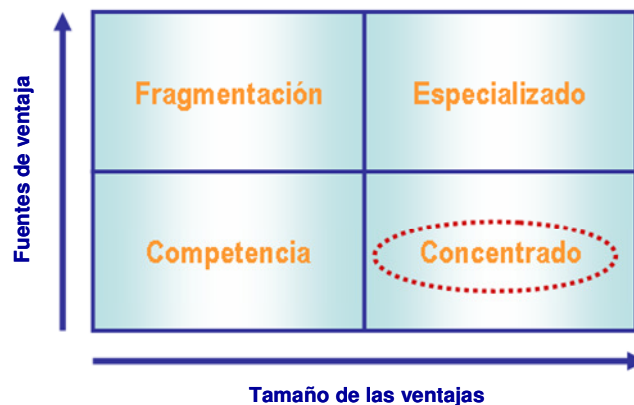 Fuentes de ventaja
Fragmentación
Especializado
Competencia
Concentrado
Tamaño de las ventajas